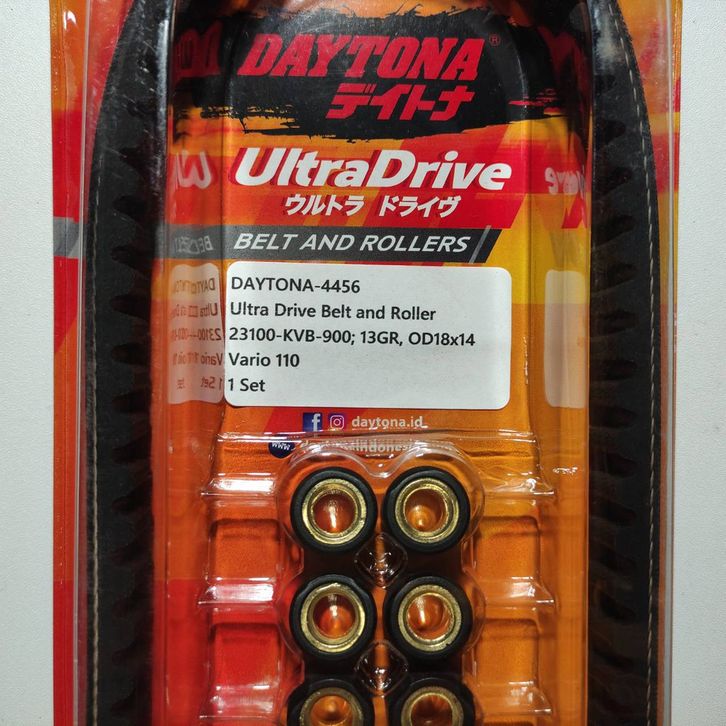 DAYTONA®
デイトナ
UltraDrive
ウルトラ ドライヴ
BELT AND ROLLERS
DAYTONA-4456
Ultra Drive Belt and Roller
23100-KVB-900; 13GR, OD18x14
Vario 110
1 Set
daytona.id